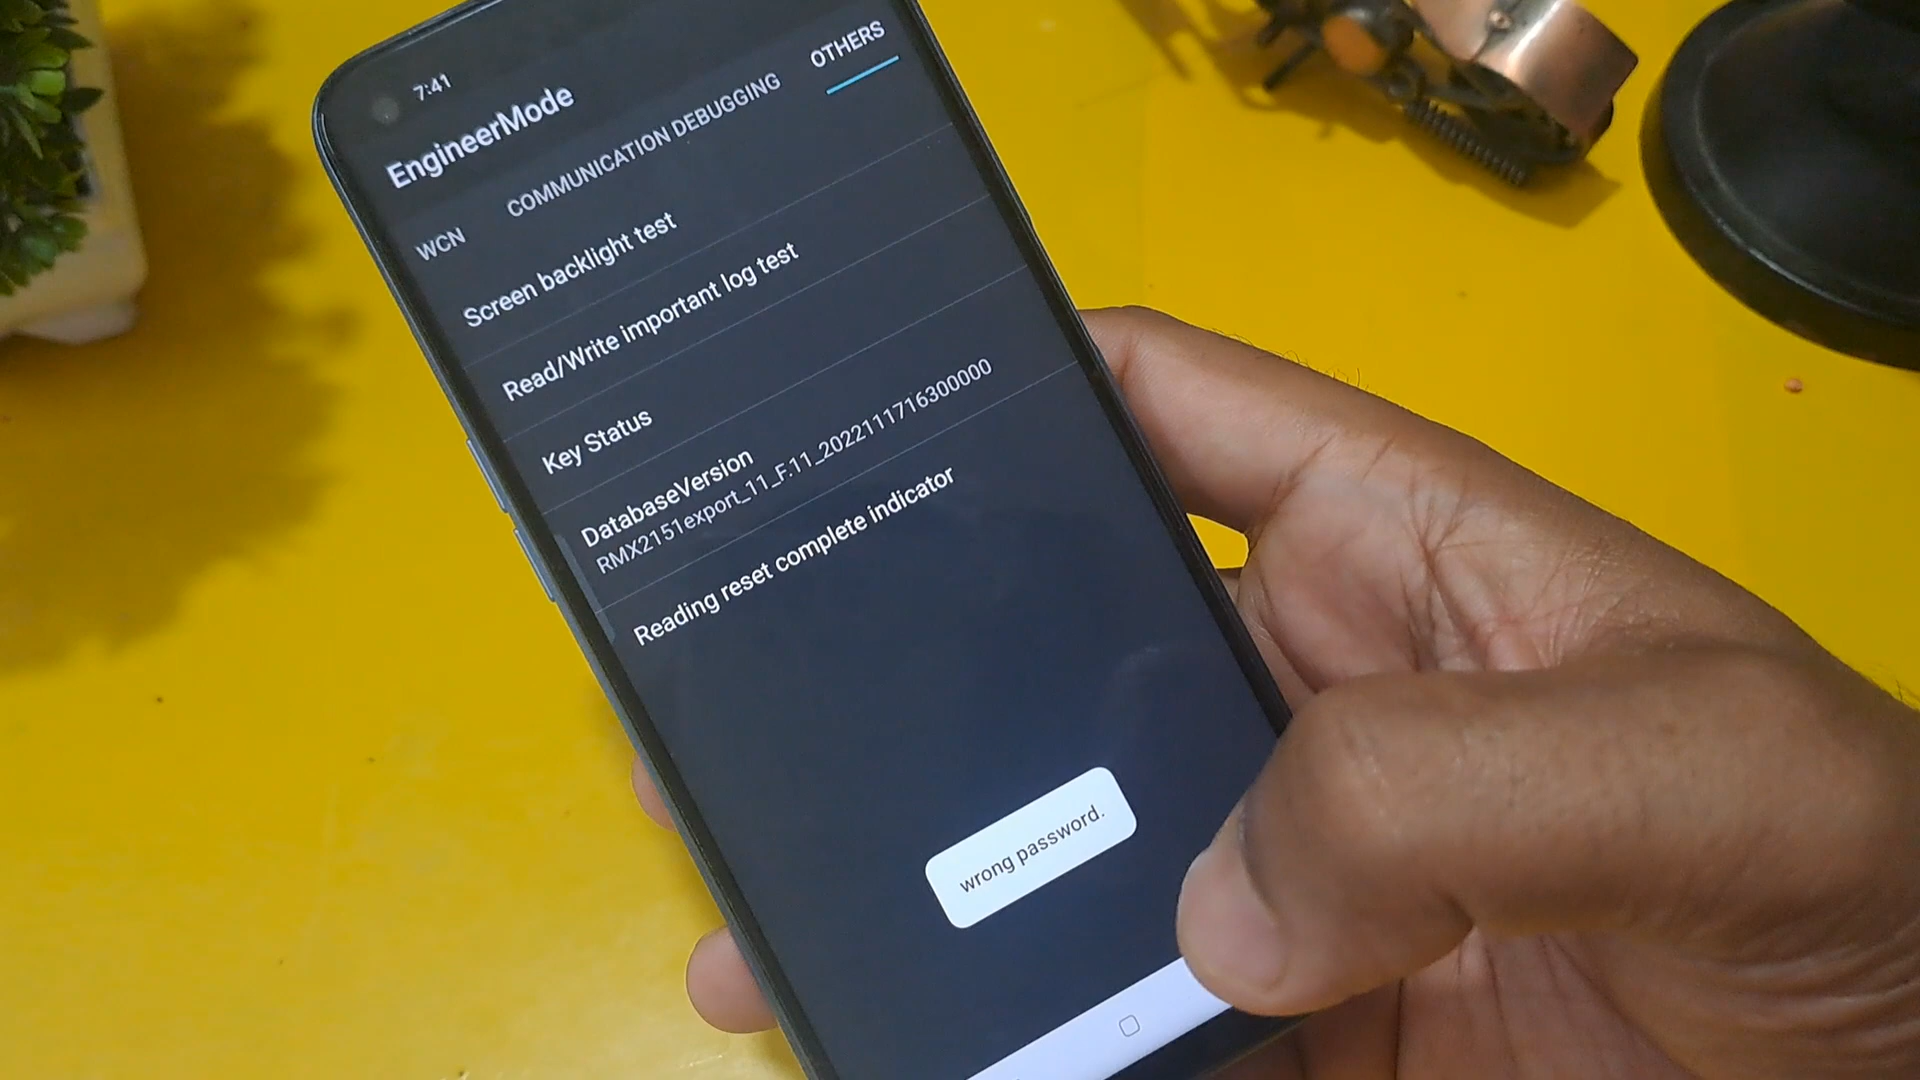 7:41
EngineerMode
WCN COMMUNICATION DEBUGGING OTHERS
Screen backlight test
Read/Write important log test
Key Status
DatabaseVersion
RMX2151export_11_F.11_2022111716300000
Reading reset complete indicator
wrong password.